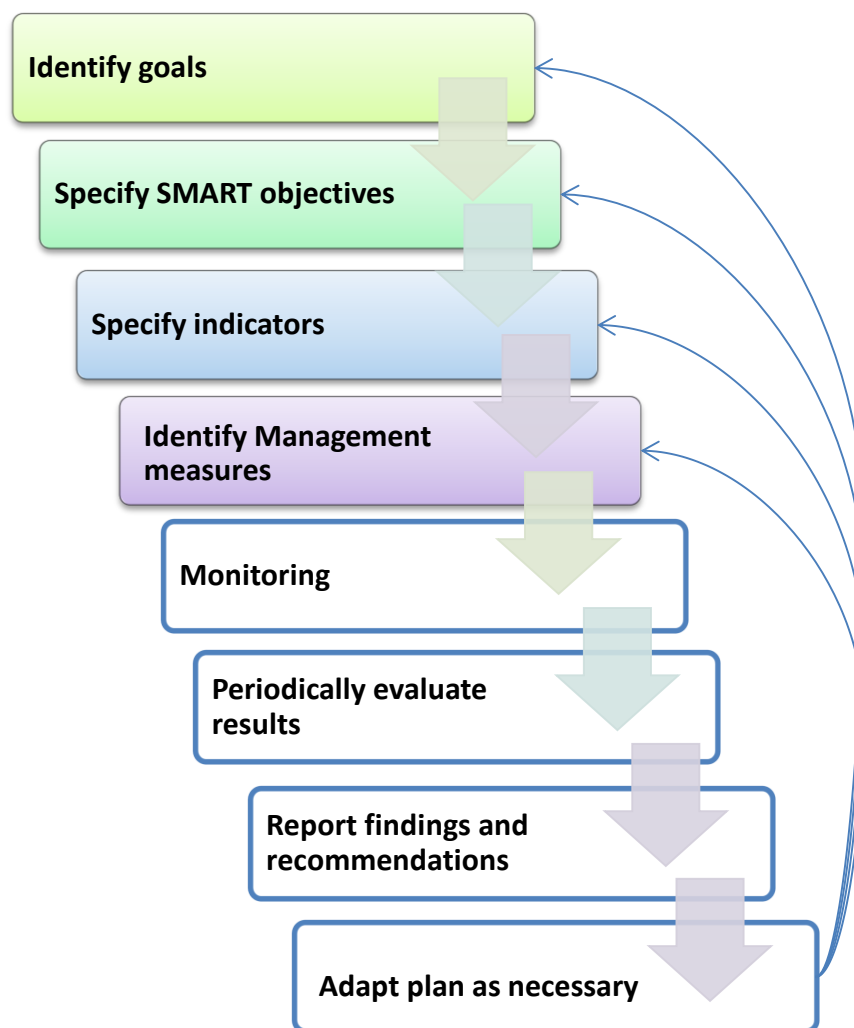 Identify goals
Specify SMART objectives
Specify indicators
Identify Management
measures
Monitoring
Periodically evaluate
results
Report findings and
recommendations
Adapt plan as necessary